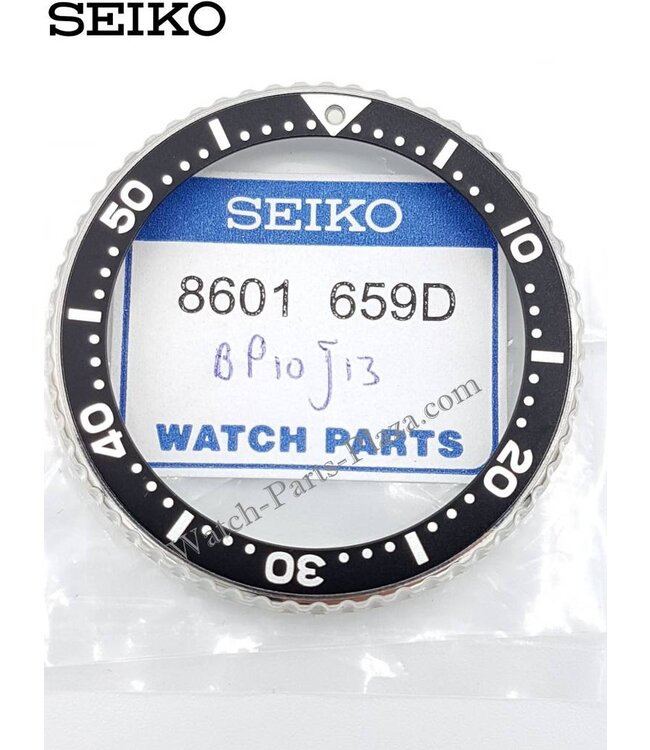 SEIKO
10
20
30
40
50
SEIKO
8601 659D
BP10J13
WATCH PARTS
Watch-Parts-Plaza.com